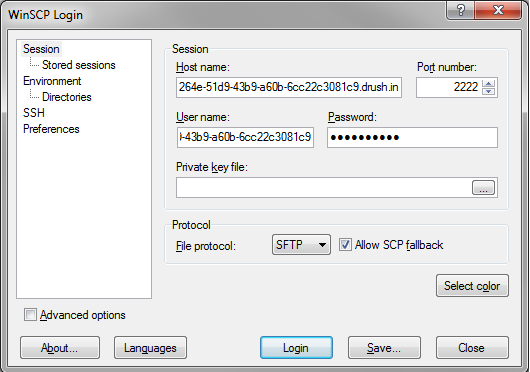 WinSCP Login
?
Session
Stored sessions
Environment
Directories
SSH
Preferences
Session
Host name:
Port number:
264e-51d9-43b9-a60b-6cc22c3081c9.drush.in
2222
User name:
Password:
-43b9-a60b-6cc22c3081c9
●●●●●●●●●●
Private key file:
...
Protocol
File protocol:
SFTP
Allow SCP fallback
Select color
Advanced options
About...
Languages
Login
Save...
Close